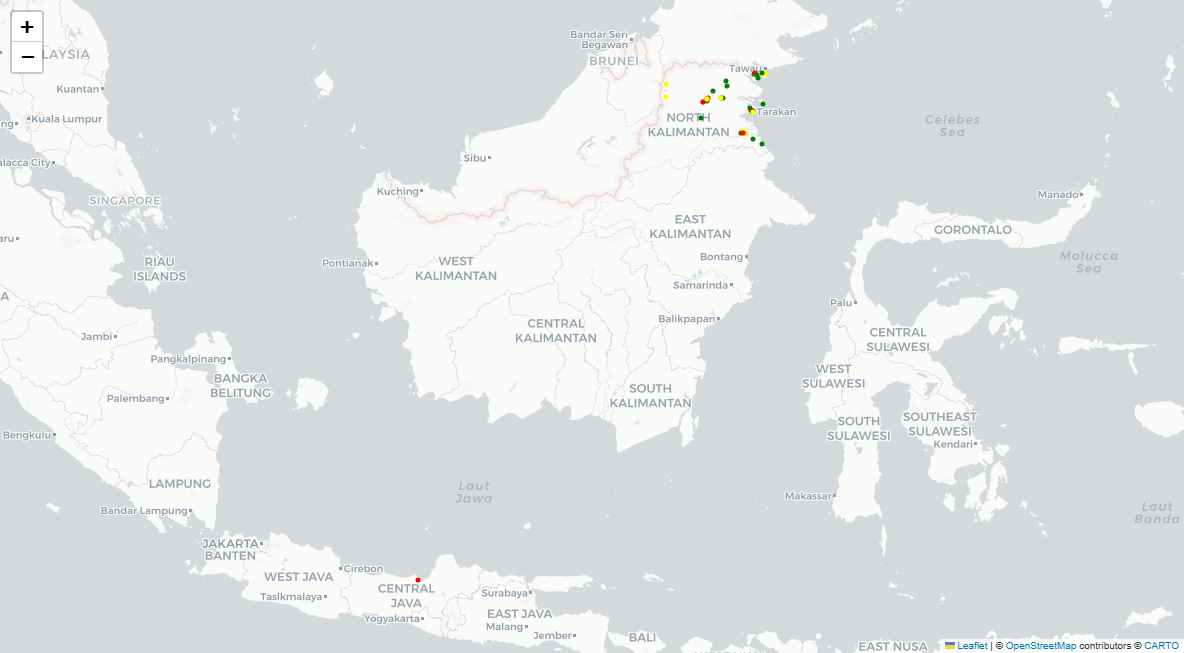 +
−
LAYSIA
Kuantan
Kuala Lumpur
ng
alacca City
SINGAPORE
aru
RIAU
ISLANDS
A
Jambi
Pangkalpinang
BANGKA
BELITUNG
Palembang
Bengkulu
LAMPUNG
Bandar Lampung
JAKARTA
BANTEN
WEST JAVA
Cirebon
Tasikmalaya
CENTRAL
JAVA
Yogyakarta
Surabaya
EAST JAVA
Malang
Jember
BALI
WEST NUSA
EAST NUSA
Laut
Jawa
Bandar Seri
Begawan
BRUNEI
Tawau
Tarakan
NORTH
KALIMANTAN
Sibu
Kuching
Pontianak
WEST
KALIMANTAN
EAST
KALIMANTAN
Bontang
Samarinda
Balikpapan
CENTRAL
KALIMANTAN
SOUTH
KALIMANTAN
Celebes
Sea
Manado
GORONTALO
Molucca
Sea
Palu
CENTRAL
SULAWESI
WEST
SULAWESI
SOUTH
SULAWESI
SOUTHEAST
SULAWESI
Kendari
Makassar
Laut
Banda
Leaflet | © OpenStreetMap contributors © CARTO